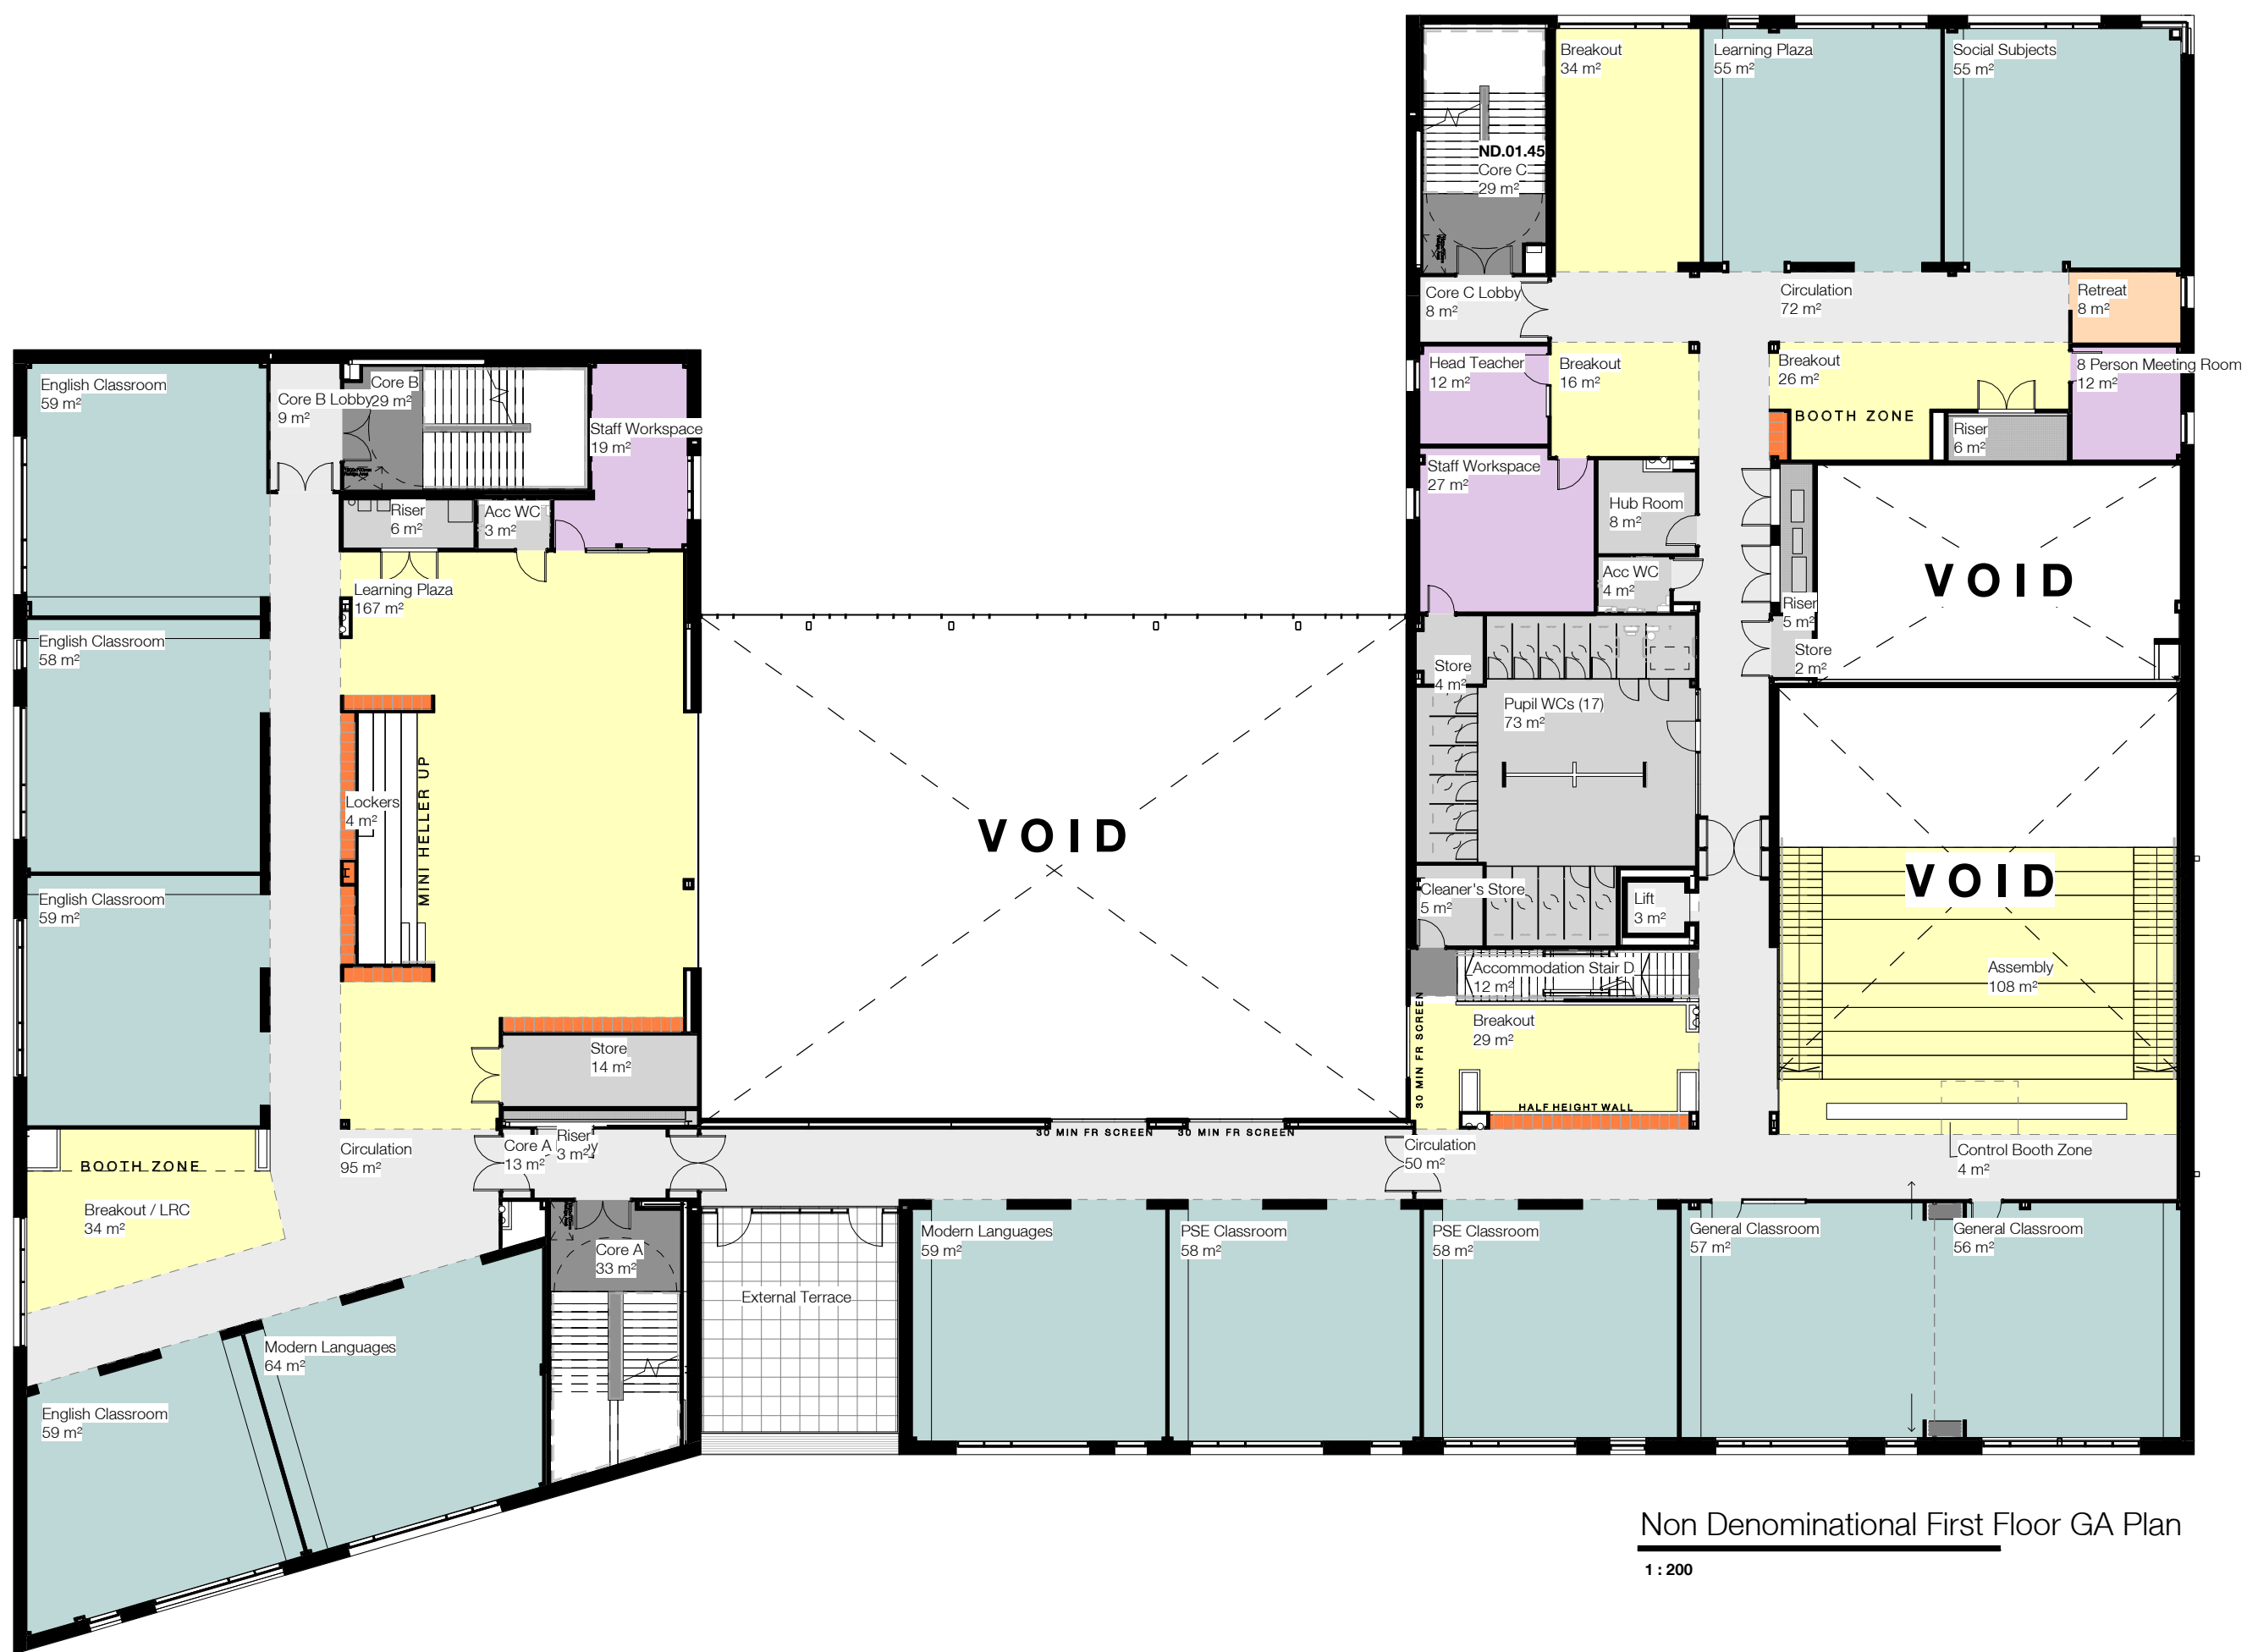 Breakout
34 m²
Learning Plaza
55 m²
Social Subjects
55 m²
ND.01.45
Core C
29 m²
Core C Lobby
8 m²
Circulation
72 m²
Retreat
8 m²
Head Teacher
12 m²
Breakout
16 m²
Breakout
26 m²
8 Person Meeting Room
12 m²
BOOTH ZONE
Riser
6 m²
English Classroom
59 m²
Core B Lobby
9 m²
Core B
29 m²
Staff Workspace
19 m²
Staff Workspace
27 m²
Hub Room
8 m²
Riser
6 m²
Acc WC
3 m²
Acc WC
4 m²
VOID
Learning Plaza
167 m²
Riser
5 m²
English Classroom
58 m²
Store
2 m²
Store
4 m²
Pupil WCs (17)
73 m²
Lockers
4 m²
MINI HELLER UP
VOID
VOID
English Classroom
59 m²
Cleaner's Store
5 m²
Lift
3 m²
Accommodation Stair D
12 m²
Assembly
108 m²
30 MIN FR SCREEN
Breakout
29 m²
Store
14 m²
HALF HEIGHT WALL
30 MIN FR SCREEN
30 MIN FR SCREEN
Circulation
95 m²
Core A
13 m²
Riser
3 m²
y
Circulation
50 m²
Control Booth Zone
4 m²
BOOTH ZONE
Breakout / LRC
34 m²
Core A
33 m²
Modern Languages
59 m²
PSE Classroom
58 m²
PSE Classroom
58 m²
General Classroom
57 m²
General Classroom
56 m²
External Terrace
Modern Languages
64 m²
English Classroom
59 m²
Non Denominational First Floor GA Plan
1 : 200